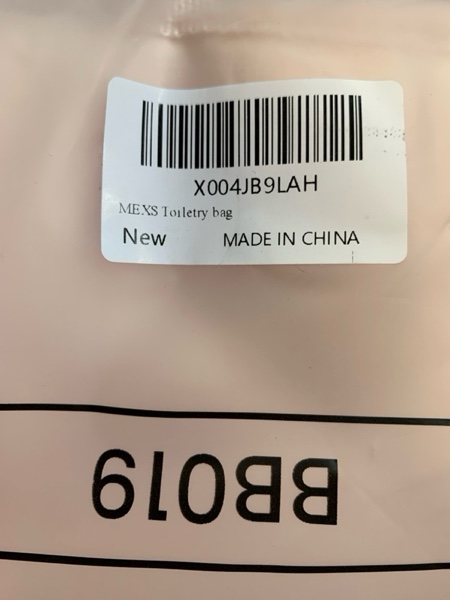 X004JB9LAH
MEXS Toiletry bag
New MADE IN CHINA
BB019